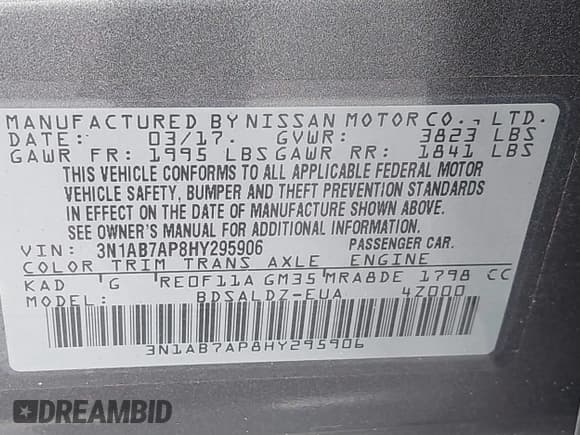 MANUFACTURED BY NISSAN MOTOR CO., LTD.
DATE: 03/17. GVWR: 3823 LBS
GAWR FR: 1995 LBS GAWR RR: 1841 LBS
THIS VEHICLE CONFORMS TO ALL APPLICABLE FEDERAL MOTOR
VEHICLE SAFETY, BUMPER AND THEFT PREVENTION STANDARDS
IN EFFECT ON THE DATE OF MANUFACTURE SHOWN ABOVE.
SEE OWNER'S MANUAL FOR ADDITIONAL INFORMATION.
VIN: 3N1AB7AP8HY295906 PASSENGER CAR.
COLOR TRIM TRANS AXLE ENGINE
KAD G RE0F11A GM35 MRA8DE 1798 CC
MODEL: BDSALDZ-EUA 4Z000
3N1AB7AP8HY295906
DREAMBID